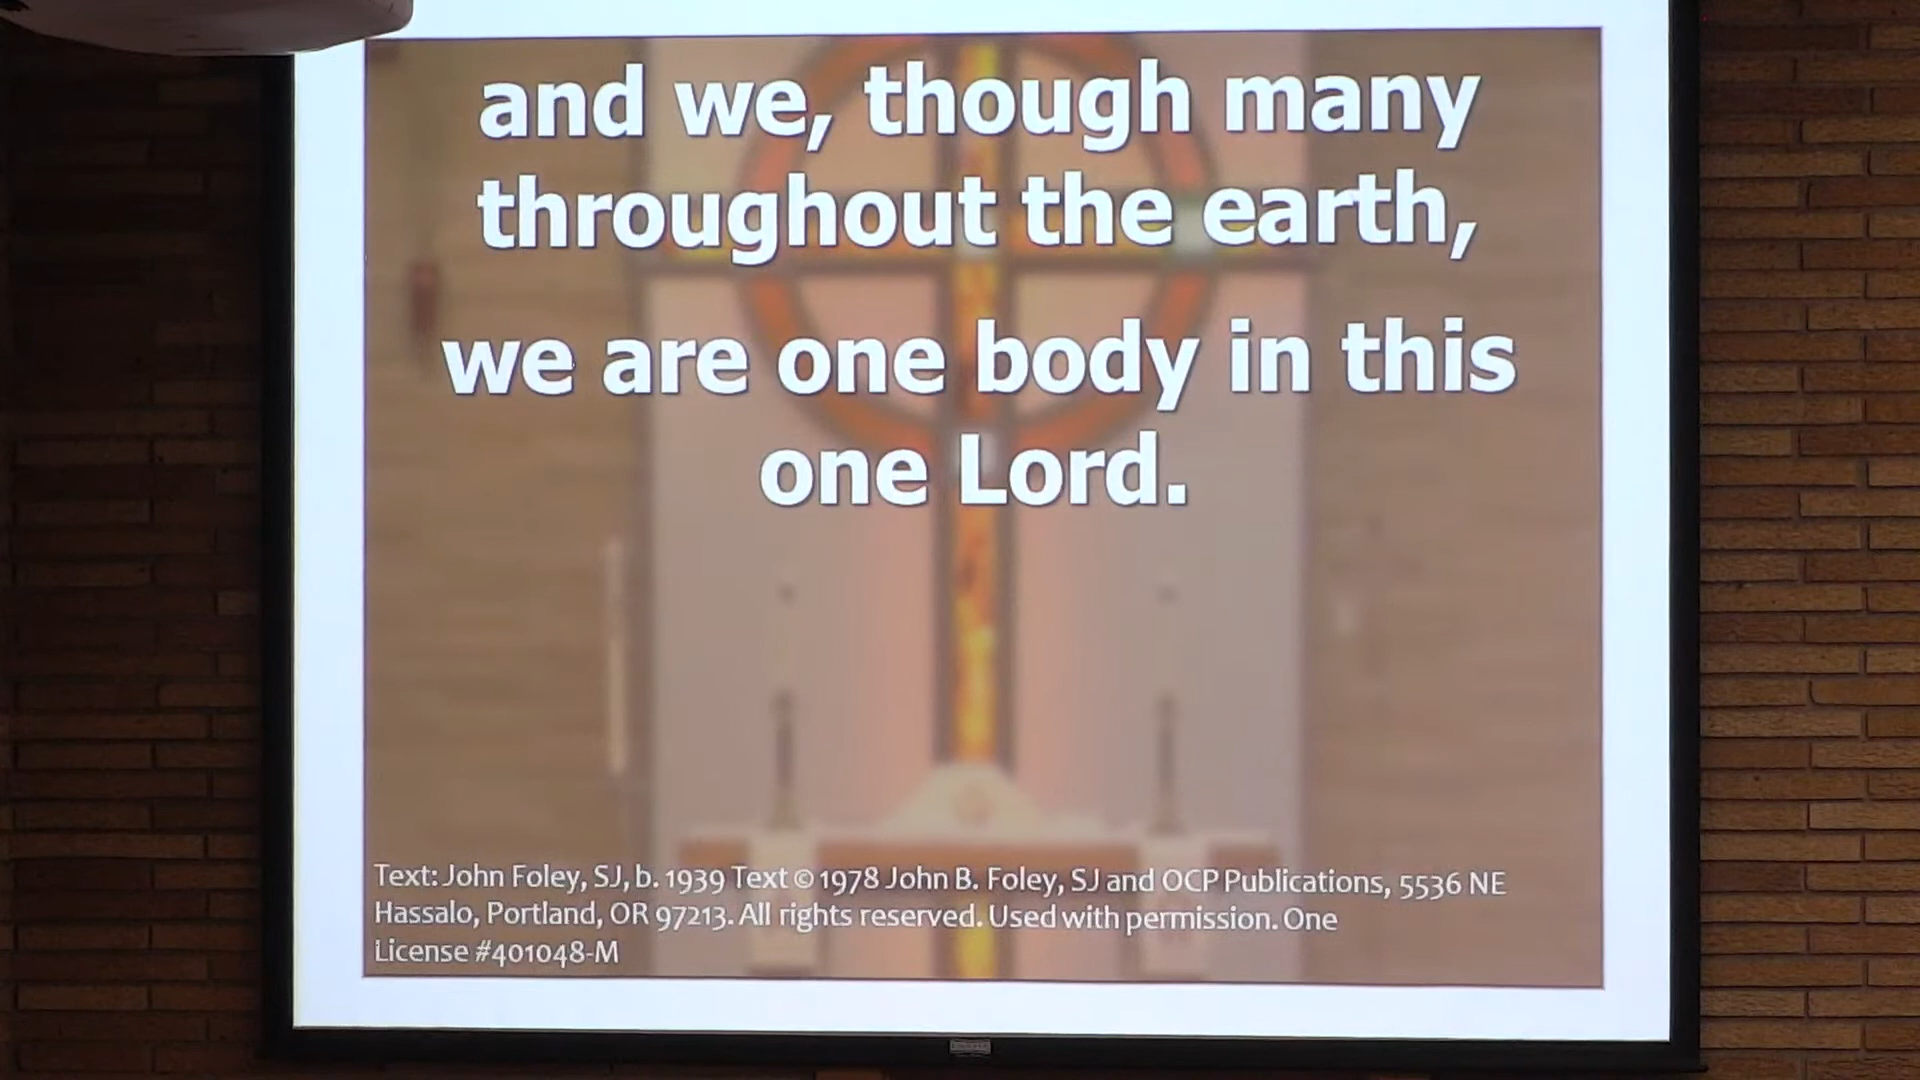 and we, though many
throughout the earth,
we are one body in this
one Lord.
Text: John Foley, SJ, b. 1939 Text © 1978 John B. Foley, SJ and OCP Publications, 5536 NE
Hassalo, Portland, OR 97213. All rights reserved. Used with permission. One
License #401048-M